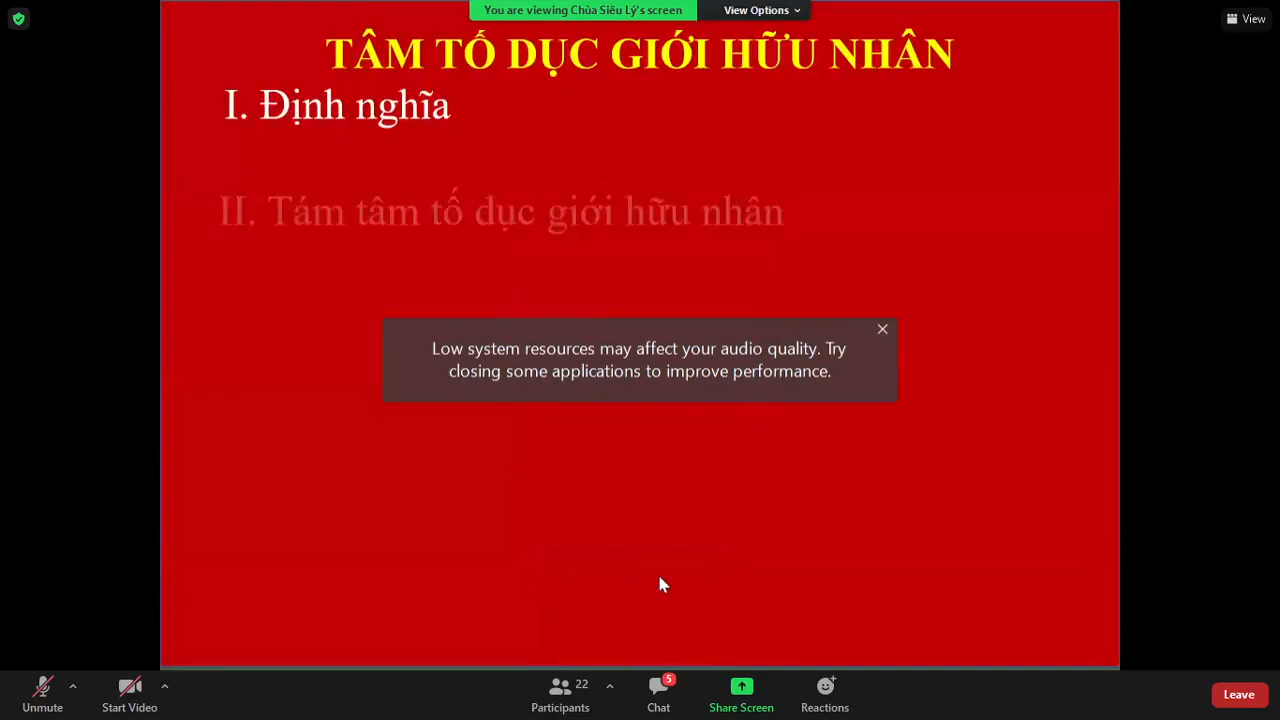 You are viewing Chùa Siêu Lý's screen
View Options
View
TÂM TỐ DỤC GIỚI HỮU NHÂN
I. Định nghĩa
II. Tám tâm tố dục giới hữu nhân
Low system resources may affect your audio quality. Try
closing some applications to improve performance.
Unmute
Start Video
22
Participants
5
Chat
Share Screen
Reactions
Leave